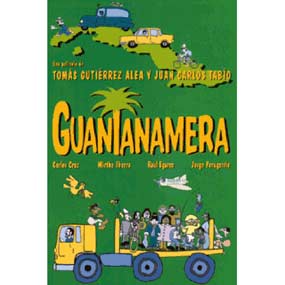 Una película de
TOMÁS GUTIÉRREZ ALEA Y JUAN CARLOS TABÍO
GUANTANAMERA
Carlos Cruz Mirtha Ibarra Raúl Eguren Jorge Perugorría